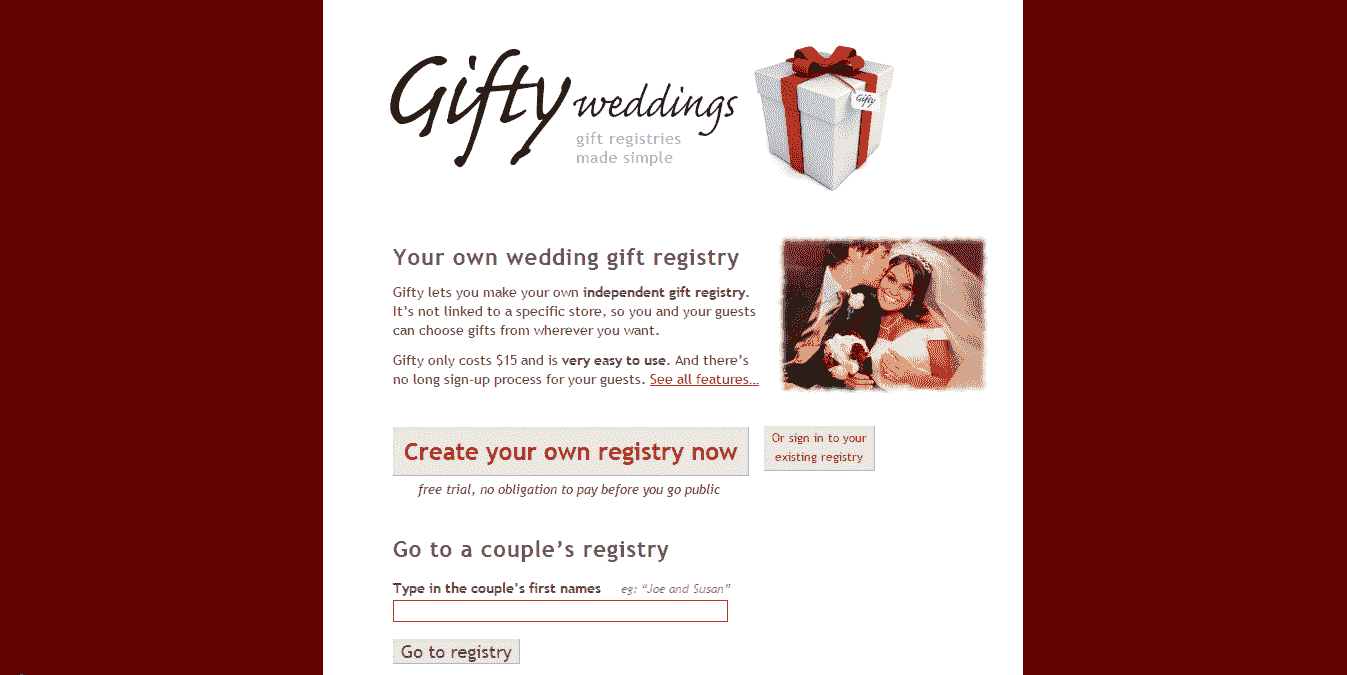 Gifty weddings
gift registries
made simple
Gifty
Your own wedding gift registry
Gifty lets you make your own independent gift registry.
It’s not linked to a specific store, so you and your guests
can choose gifts from wherever you want.
Gifty only costs $15 and is very easy to use. And there’s
no long sign-up process for your guests. See all features...
Create your own registry now
Or sign in to your
existing registry
free trial, no obligation to pay before you go public
Go to a couple’s registry
Type in the couple’s first names eg: “Joe and Susan”
Go to registry